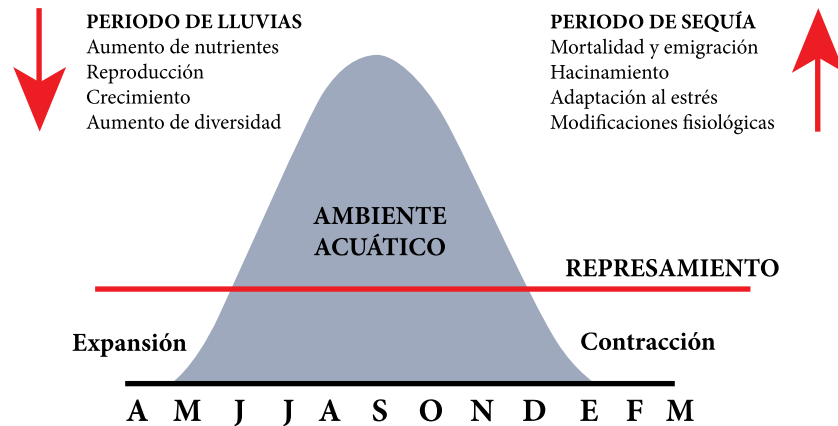 PERIODO DE LLUVIAS
Aumento de nutrientes
Reproducción
Crecimiento
Aumento de diversidad
PERIODO DE SEQUÍA
Mortalidad y emigración
Hacinamiento
Adaptación al estrés
Modificaciones fisiológicas
AMBIENTE
ACUÁTICO
REPRESAMIENTO
Expansión
Contracción
A M J J A S O N D E F M